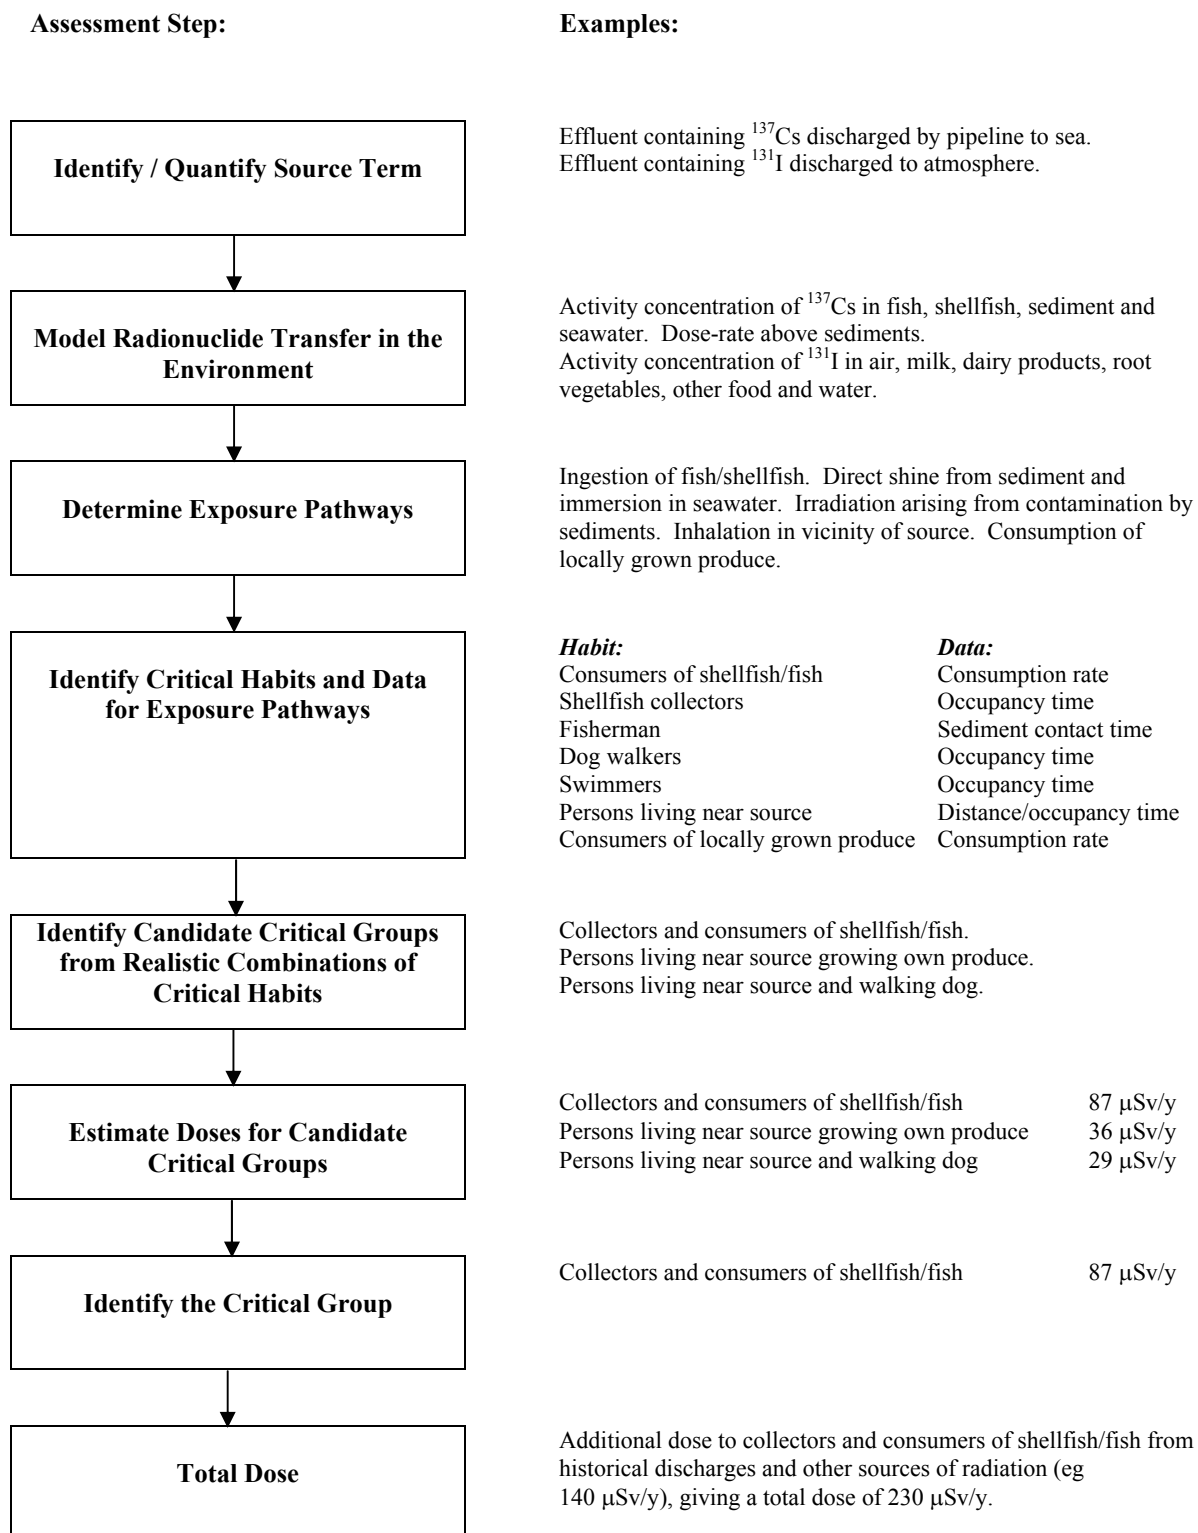 Assessment Step: Examples:
Identify / Quantify Source Term
Effluent containing ¹³⁷Cs discharged by pipeline to sea.
Effluent containing ¹³¹I discharged to atmosphere.
Model Radionuclide Transfer in the
Environment
Activity concentration of ¹³⁷Cs in fish, shellfish, sediment and
seawater. Dose-rate above sediments.
Activity concentration of ¹³¹I in air, milk, dairy products, root
vegetables, other food and water.
Determine Exposure Pathways
Ingestion of fish/shellfish. Direct shine from sediment and
immersion in seawater. Irradiation arising from contamination by
sediments. Inhalation in vicinity of source. Consumption of
locally grown produce.
Identify Critical Habits and Data
for Exposure Pathways
Habit: Data:
Consumers of shellfish/fish Consumption rate
Shellfish collectors Occupancy time
Fisherman Sediment contact time
Dog walkers Occupancy time
Swimmers Occupancy time
Persons living near source Distance/occupancy time
Consumers of locally grown produce Consumption rate
Identify Candidate Critical Groups
from Realistic Combinations of
Critical Habits
Collectors and consumers of shellfish/fish.
Persons living near source growing own produce.
Persons living near source and walking dog.
Estimate Doses for Candidate
Critical Groups
Collectors and consumers of shellfish/fish 87 μSv/y
Persons living near source growing own produce 36 μSv/y
Persons living near source and walking dog 29 μSv/y
Identify the Critical Group
Collectors and consumers of shellfish/fish 87 μSv/y
Total Dose
Additional dose to collectors and consumers of shellfish/fish from
historical discharges and other sources of radiation (eg
140 μSv/y), giving a total dose of 230 μSv/y.